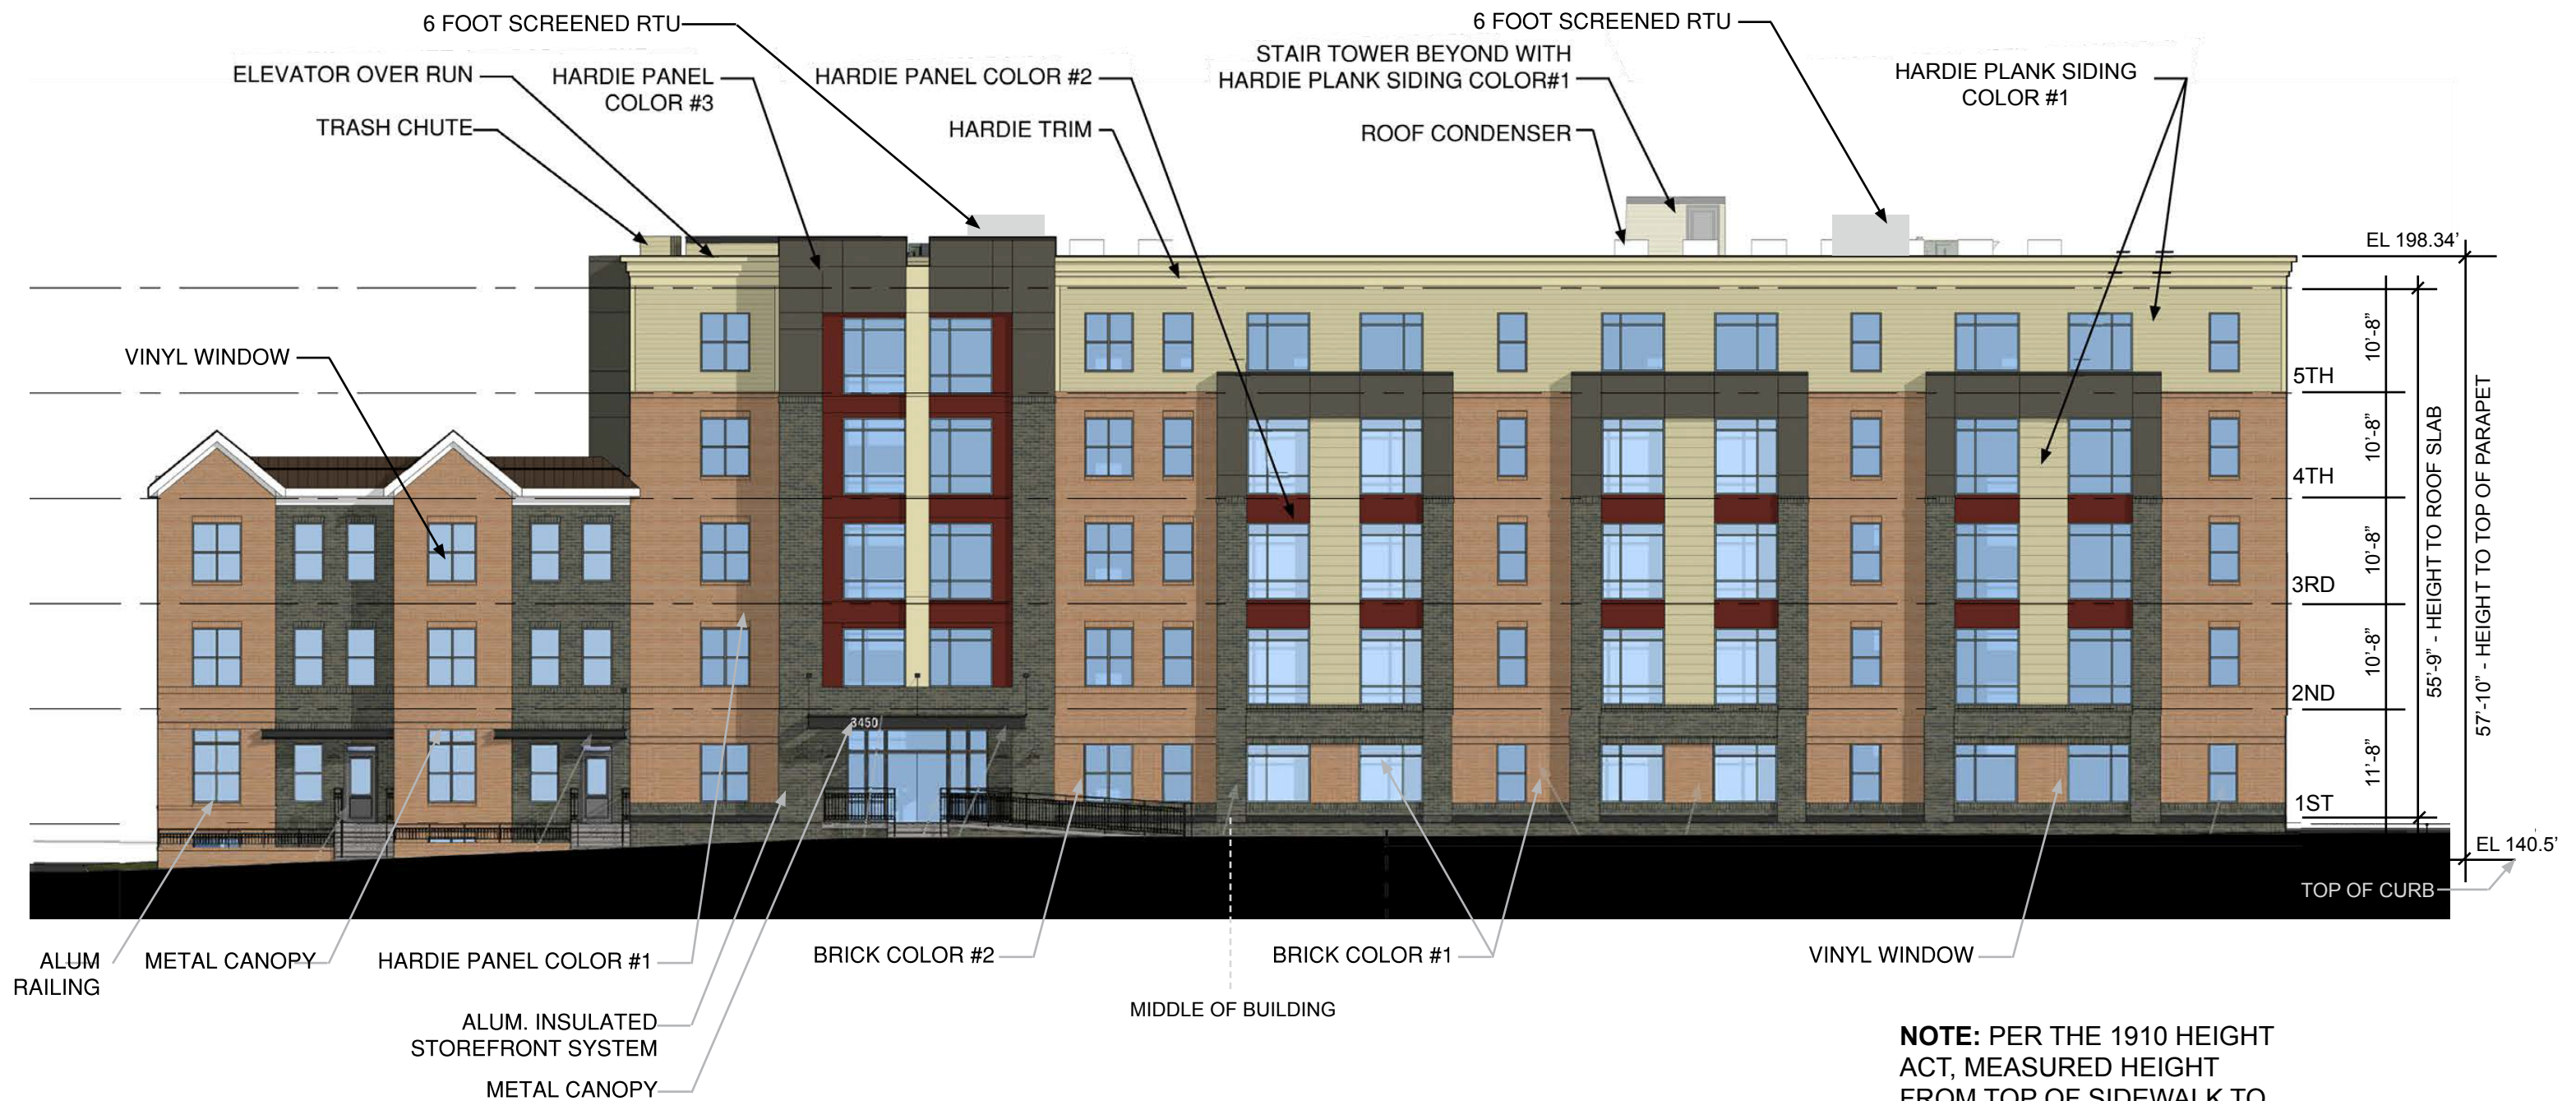 6 FOOT SCREENED RTU
6 FOOT SCREENED RTU
STAIR TOWER BEYOND WITH
HARDIE PLANK SIDING COLOR#1
ELEVATOR OVER RUN
HARDIE PANEL
COLOR #3
HARDIE PANEL COLOR #2
HARDIE PLANK SIDING
COLOR #1
TRASH CHUTE
HARDIE TRIM
ROOF CONDENSER
EL 198.34'
VINYL WINDOW
10'-8"
5TH
10'-8"
4TH
10'-8"
3RD
10'-8"
2ND
11'-8"
1ST
55'-9" - HEIGHT TO ROOF SLAB
57'-10" - HEIGHT TO TOP OF PARAPET
3450
EL 140.5'
TOP OF CURB
ALUM
RAILING
METAL CANOPY
HARDIE PANEL COLOR #1
BRICK COLOR #2
BRICK COLOR #1
VINYL WINDOW
MIDDLE OF BUILDING
ALUM. INSULATED
STOREFRONT SYSTEM
METAL CANOPY
NOTE: PER THE 1910 HEIGHT
ACT, MEASURED HEIGHT
FROM TOP OF SIDEWALK TO